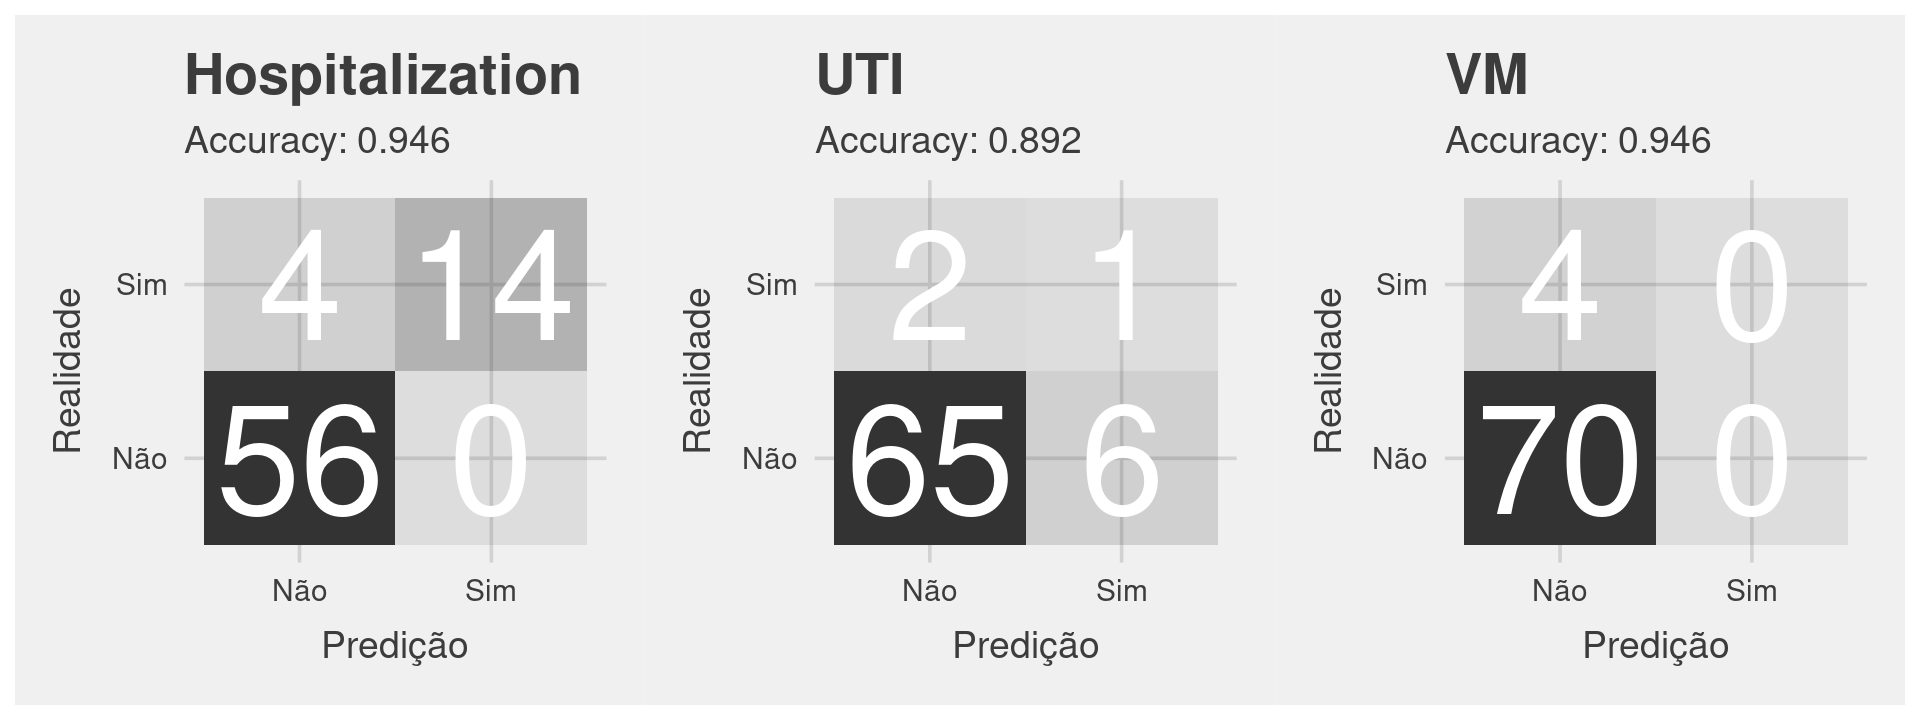 Hospitalization
Accuracy: 0.946
Realidade
Sim
4 14
Não
56 0
Não Sim
Predição
UTI
Accuracy: 0.892
Realidade
Sim
2 1
Não
65 6
Não Sim
Predição
VM
Accuracy: 0.946
Realidade
Sim
4 0
Não
70 0
Não Sim
Predição